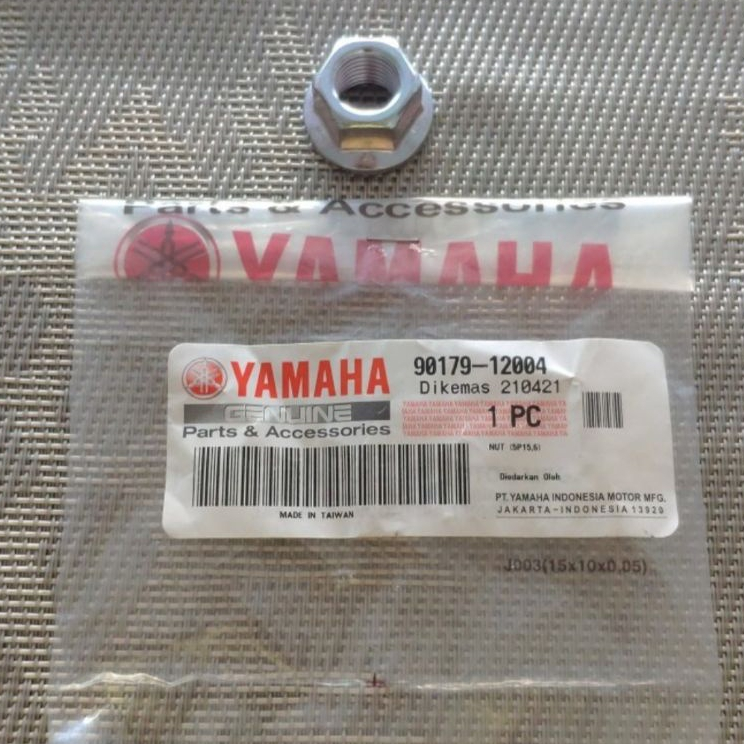 Parts & Accessories
YAMAHA
YAMAHA
GENUINE
Parts & Accessories
90179-12004
Dikemas 210421
1 PC
NUT (5P15,6)
Diedarkan Oleh
PT. YAMAHA INDONESIA MOTOR MFG.
JAKARTA-INDONESIA 13920
MADE IN TAIWAN
J003(15x10x0,05)